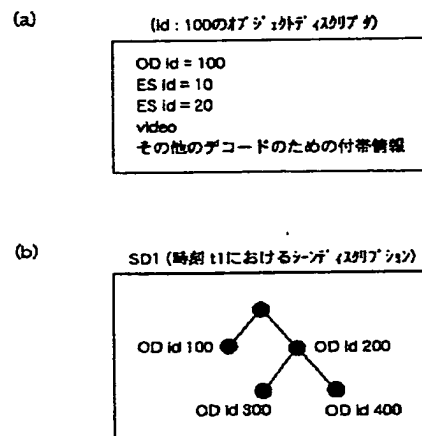 (a)
(id : 100のｵﾌﾞｼﾞｪｸﾄﾃﾞｨｽｸﾘﾌﾟﾀ)
OD id = 100
ES id = 10
ES id = 20
video
その他のデコードのための付帯情報
(b)
SD1 (時刻 t1におけるｼｰﾝﾃﾞｨｽｸﾘﾌﾟｼｮﾝ)
OD id 100
OD id 200
OD id 300
OD id 400